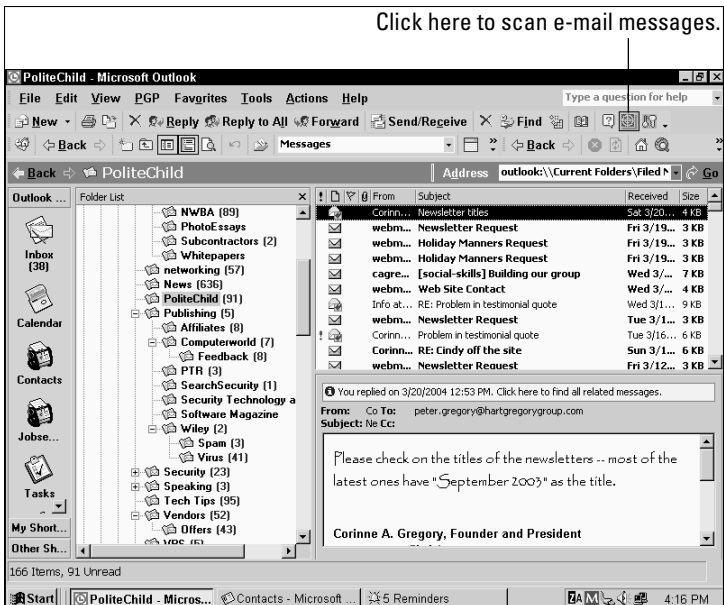 Click here to scan e-mail messages.
PoliteChild - Microsoft Outlook
File Edit View PGP Favorites Tools Actions Help
Type a question for help
New Reply Reply to All Forward Send/Receive Find
Back Messages Back
Back PoliteChild Address outlook:\\Current Folders\Filed M Go
Outlook ...
Inbox
(38)
Calendar
Contacts
Jobse...
Tasks
My Short...
Other Sh...
Folder List
NWBA (89)
PhotoEssays
Subcontractors (2)
Whitepapers
networking (57)
News (636)
PoliteChild (91)
Publishing (5)
Affiliates (8)
Computerworld (7)
Feedback (8)
PTR (3)
SearchSecurity (1)
Security Technology a
Software Magazine
Wiley (2)
Spam (3)
Virus (41)
Security (23)
Speaking (3)
Tech Tips (95)
Vendors (52)
Offers (43)
VPS (5)
From Subject Received Size
Corinn... Newsletter titles Sat 3/20... 4 KB
webm... Newsletter Request Fri 3/19... 3 KB
webm... Holiday Manners Request Fri 3/19... 3 KB
webm... Holiday Manners Request Fri 3/19... 3 KB
cagre... [social-skills] Building our group Wed 3/... 7 KB
webm... Web Site Contact Wed 3/... 4 KB
Info at... RE: Problem in testimonial quote Wed 3/1... 9 KB
webm... Newsletter Request Tue 3/1... 3 KB
Corinn... Problem in testimonial quote Tue 3/16... 6 KB
Corinn... RE: Cindy off the site Sun 3/1... 6 KB
webm... Newsletter Request Fri 3/12... 3 KB
You replied on 3/20/2004 12:53 PM. Click here to find all related messages.
From: Co To: peter.gregory@hartgregorygroup.com
Subject: Ne Cc:
Please check on the titles of the newsletters -- most of the
latest ones have "September 2003" as the title.
Corinne A. Gregory, Founder and President
166 Items, 91 Unread
Start PoliteChild - Micros... Contacts - Microsoft ... 5 Reminders 4:16 PM